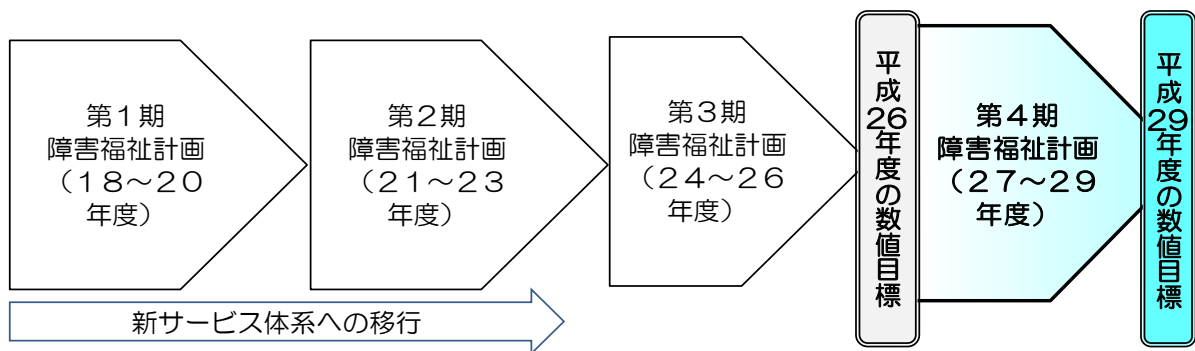 第1期
障害福祉計画
（１８～２０
年度）
第２期
障害福祉計画
（２１～２３
年度）
第３期
障害福祉計画
（２４～２６
年度）
平成26年度の数値目標
第４期
障害福祉計画
（２７～２９
年度）
平成29年度の数値目標
新サービス体系への移行